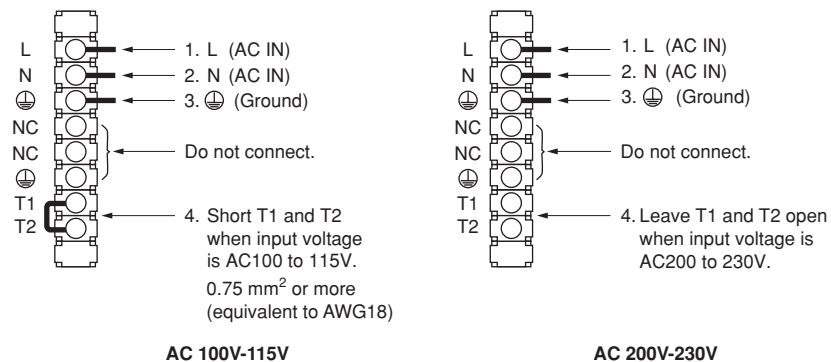 L
N
⏚
NC
NC
⏚
T1
T2
1. L (AC IN)
2. N (AC IN)
3. ⏚ (Ground)
Do not connect.
4. Short T1 and T2
when input voltage
is AC100 to 115V.
0.75 mm² or more
(equivalent to AWG18)
AC 100V-115V
L
N
⏚
NC
NC
⏚
T1
T2
1. L (AC IN)
2. N (AC IN)
3. ⏚ (Ground)
Do not connect.
4. Leave T1 and T2 open
when input voltage is
AC200 to 230V.
AC 200V-230V